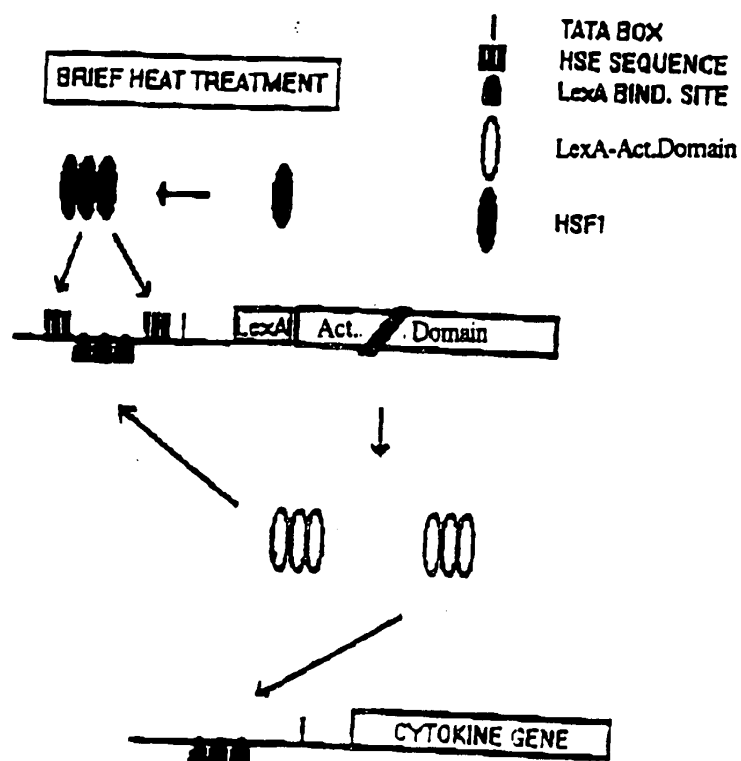 BRIEF HEAT TREATMENT
TATA BOX
HSE SEQUENCE
LexA BIND. SITE
LexA-Act.Domain
HSF1
LexA Act. Domain
CYTOKINE GENE